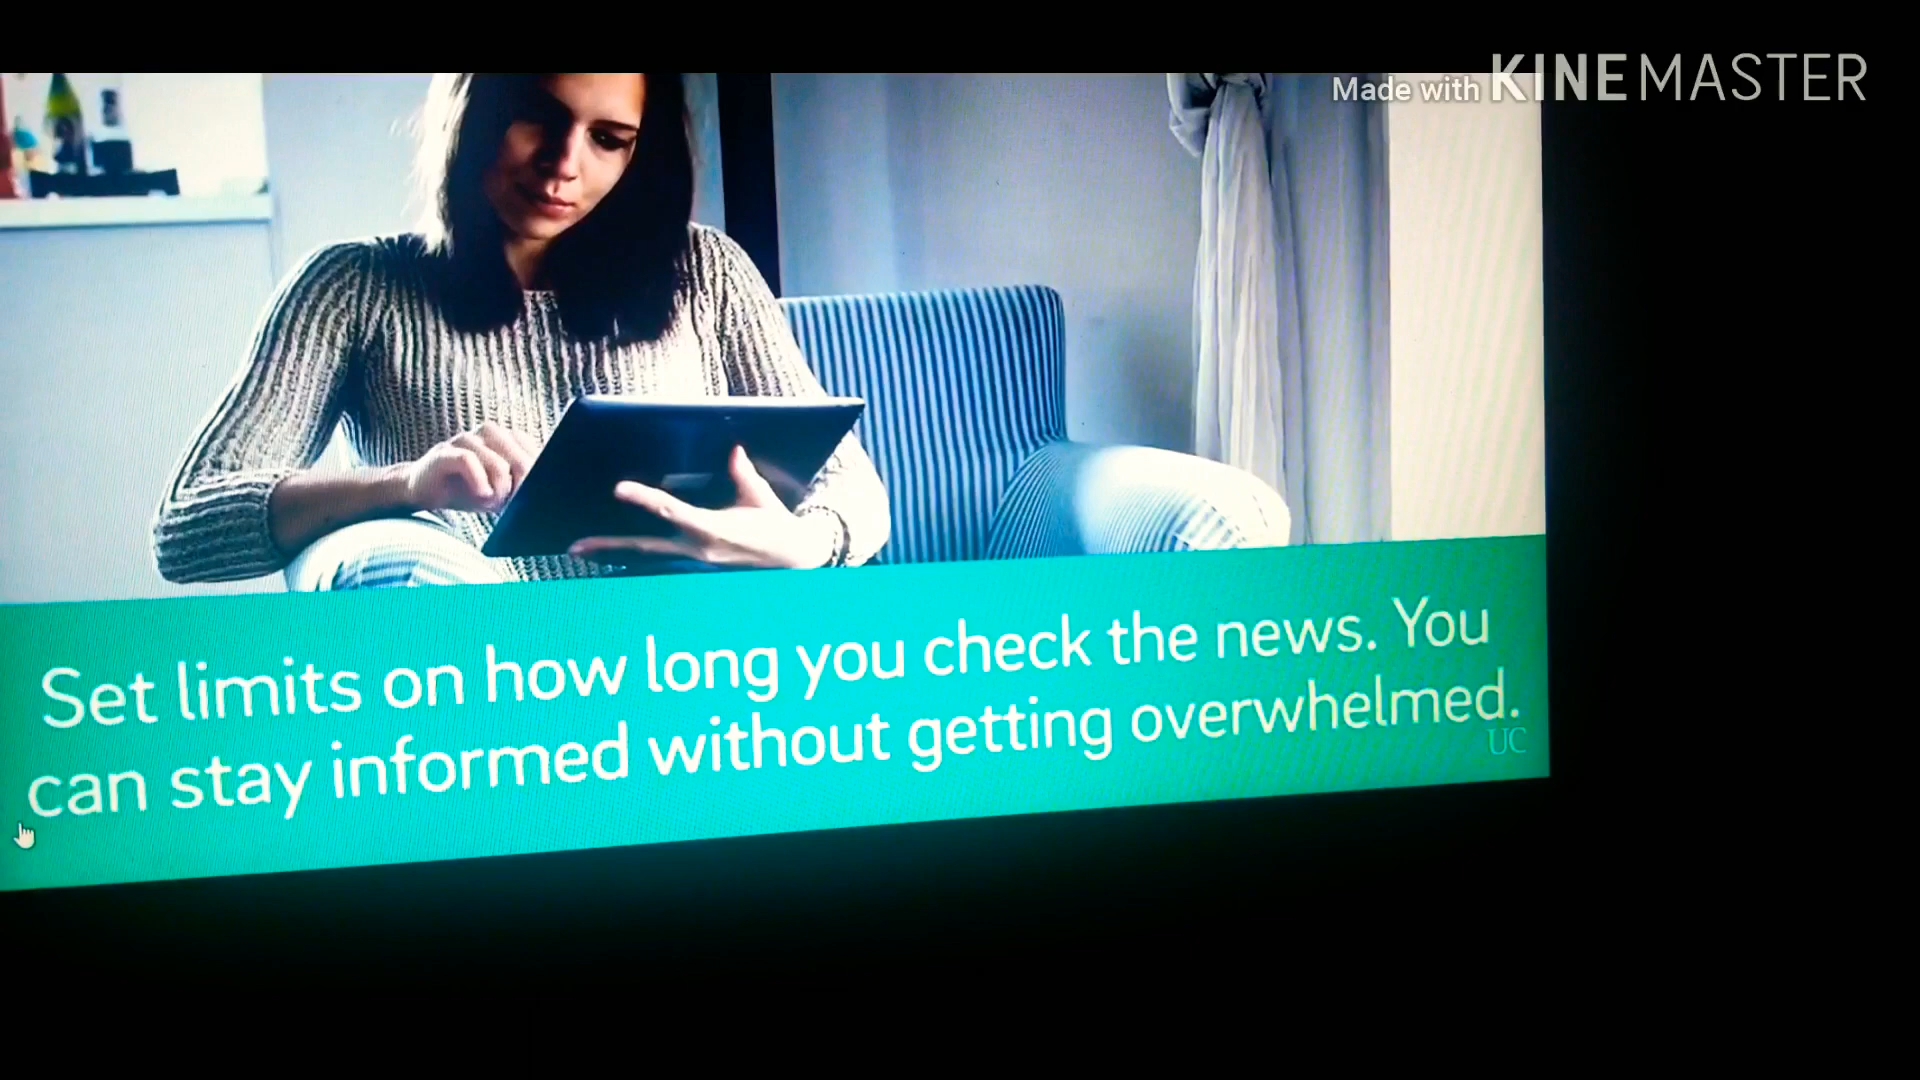 Made with KINEMASTER
Set limits on how long you check the news. You
can stay informed without getting overwhelmed.
UC